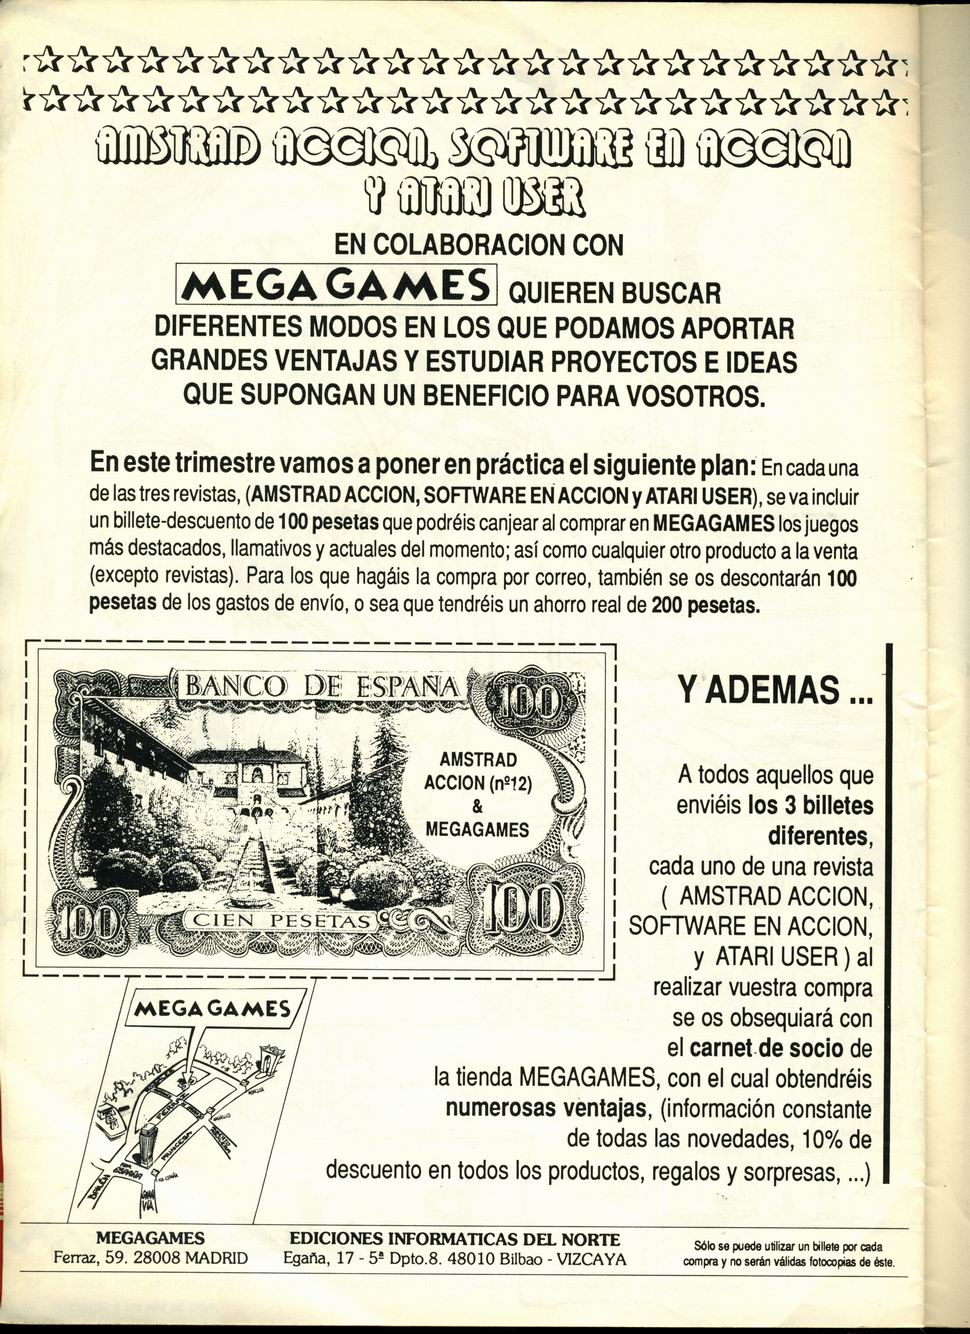 AMSTRAD ACCION, SOFTWARE EN ACCION
Y ATARI USER
EN COLABORACION CON
MEGA GAMES QUIEREN BUSCAR
DIFERENTES MODOS EN LOS QUE PODAMOS APORTAR
GRANDES VENTAJAS Y ESTUDIAR PROYECTOS E IDEAS
QUE SUPONGAN UN BENEFICIO PARA VOSOTROS.
En este trimestre vamos a poner en práctica el siguiente plan: En cada una
de las tres revistas, (AMSTRAD ACCION, SOFTWARE EN ACCION y ATARI USER), se va incluir
un billete-descuento de 100 pesetas que podréis canjear al comprar en MEGAGAMES los juegos
más destacados, llamativos y actuales del momento; así como cualquier otro producto a la venta
(excepto revistas). Para los que hagáis la compra por correo, también se os descontarán 100
pesetas de los gastos de envío, o sea que tendréis un ahorro real de 200 pesetas.
BANCO DE ESPAÑA
100
AMSTRAD
ACCION (nº12)
&
MEGAGAMES
100
CIEN PESETAS
100
Y ADEMAS ...
A todos aquellos que
enviéis los 3 billetes
diferentes,
cada uno de una revista
( AMSTRAD ACCION,
SOFTWARE EN ACCION,
y ATARI USER ) al
realizar vuestra compra
se os obsequiará con
el carnet de socio de
la tienda MEGAGAMES, con el cual obtendréis
numerosas ventajas, (información constante
de todas las novedades, 10% de
descuento en todos los productos, regalos y sorpresas, ...)
MEGA GAMES
FERRAZ
PRINCESA
BAILEN
ESPAÑA
GRAN
VIA
MEGAGAMES
Ferraz, 59. 28008 MADRID
EDICIONES INFORMATICAS DEL NORTE
Egaña, 17 - 5ª Dpto.8. 48010 Bilbao - VIZCAYA
Sólo se puede utilizar un billete por cada
compra y no serán válidas fotocopias de éste.